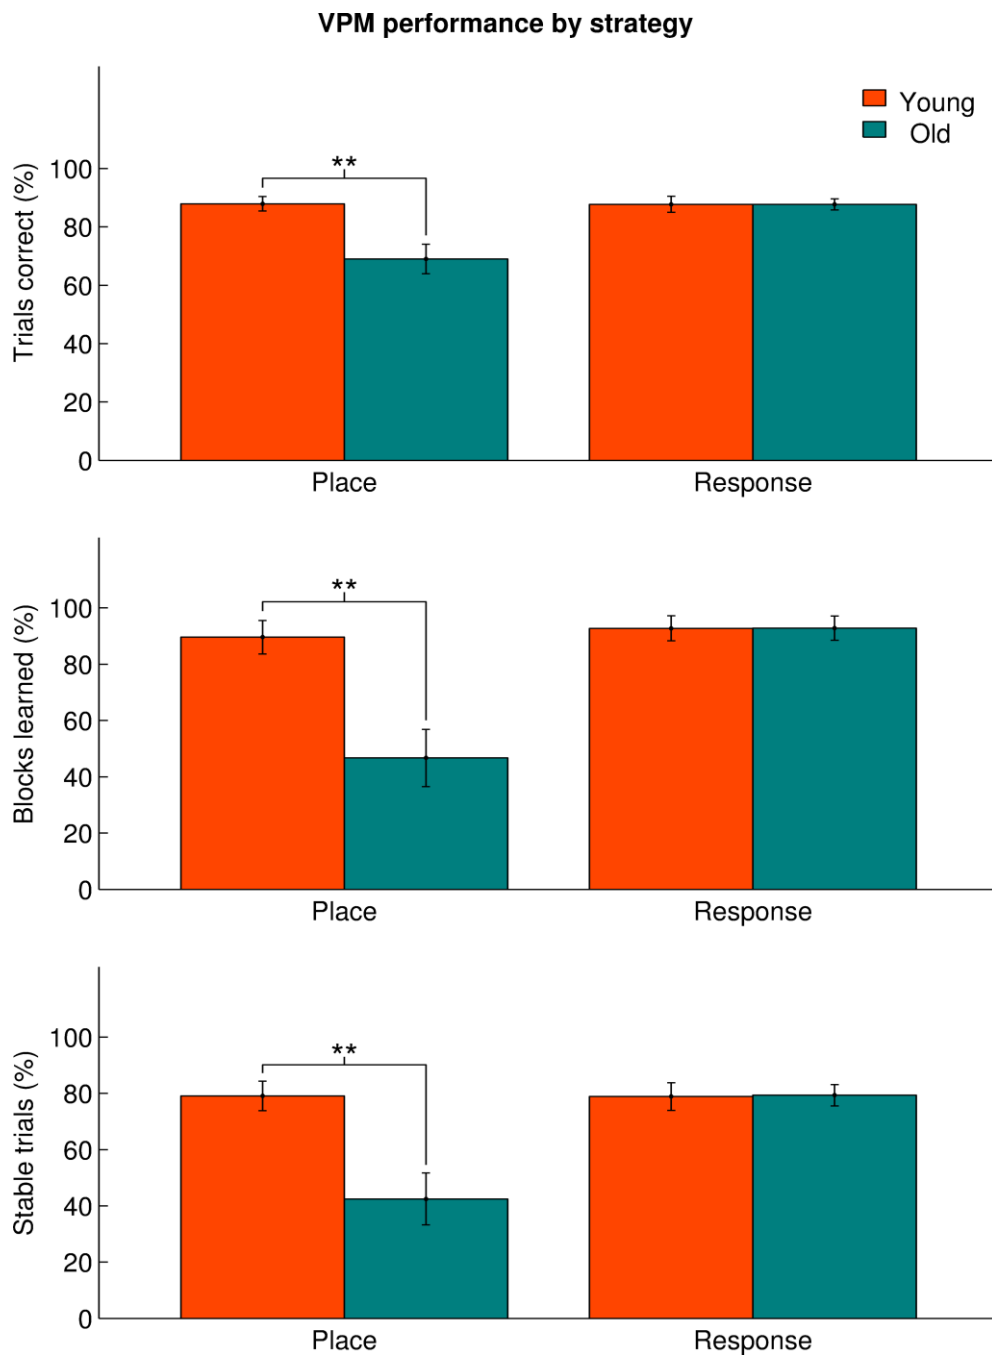 VPM performance by strategy
Young
Old
Trials correct (%)
100
80
60
40
20
0
**
Place
Response
Blocks learned (%)
100
80
60
40
20
0
**
Place
Response
Stable trials (%)
100
80
60
40
20
0
**
Place
Response